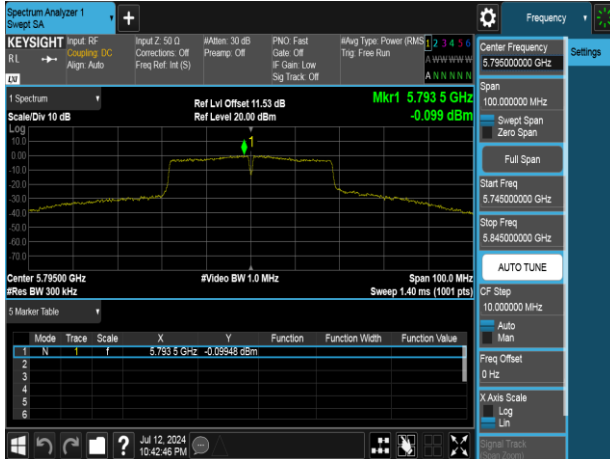 Spectrum Analyzer 1
Swept SA
+
Frequency
KEYSIGHT
RL
LXI
Input: RF
Coupling: DC
Align: Auto
Input Z: 50 Ω
Corrections: Off
Freq Ref: Int (S)
#Atten: 30 dB
Preamp: Off
PNO: Fast
Gate: Off
IF Gain: Low
Sig Track: Off
#Avg Type: Power (RMS
Trig: Free Run
1 2 3 4 5 6
A W W W W W
A N N N N N
1 Spectrum
Scale/Div 10 dB
Ref Lvl Offset 11.53 dB
Ref Level 20.00 dBm
Mkr1 5.793 5 GHz
-0.099 dBm
Log
10.0
0.00
-10.0
-20.0
-30.0
-40.0
-50.0
-60.0
-70.0
1
Center 5.79500 GHz
#Res BW 300 kHz
#Video BW 1.0 MHz
Span 100.0 MHz
Sweep 1.40 ms (1001 pts)
5 Marker Table
Mode Trace Scale X Y Function Function Width Function Value
1 N 1 f 5.793 5 GHz -0.09948 dBm
2
3
4
5
6
Jul 12, 2024
10:42:46 PM
?
Center Frequency
5.795000000 GHz
Settings
Span
100.000000 MHz
Swept Span
Zero Span
Full Span
Start Freq
5.745000000 GHz
Stop Freq
5.845000000 GHz
AUTO TUNE
CF Step
10.000000 MHz
Auto
Man
Freq Offset
0 Hz
X Axis Scale
Log
Lin
Signal Track
(Span Zoom)